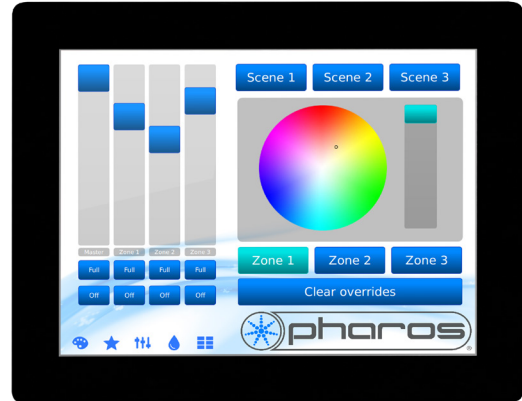 Scene 1 Scene 2 Scene 3
Master Zone 1 Zone 2 Zone 3
Full Full Full Full
Off Off Off Off
Zone 1 Zone 2 Zone 3
Clear overrides
pharos®